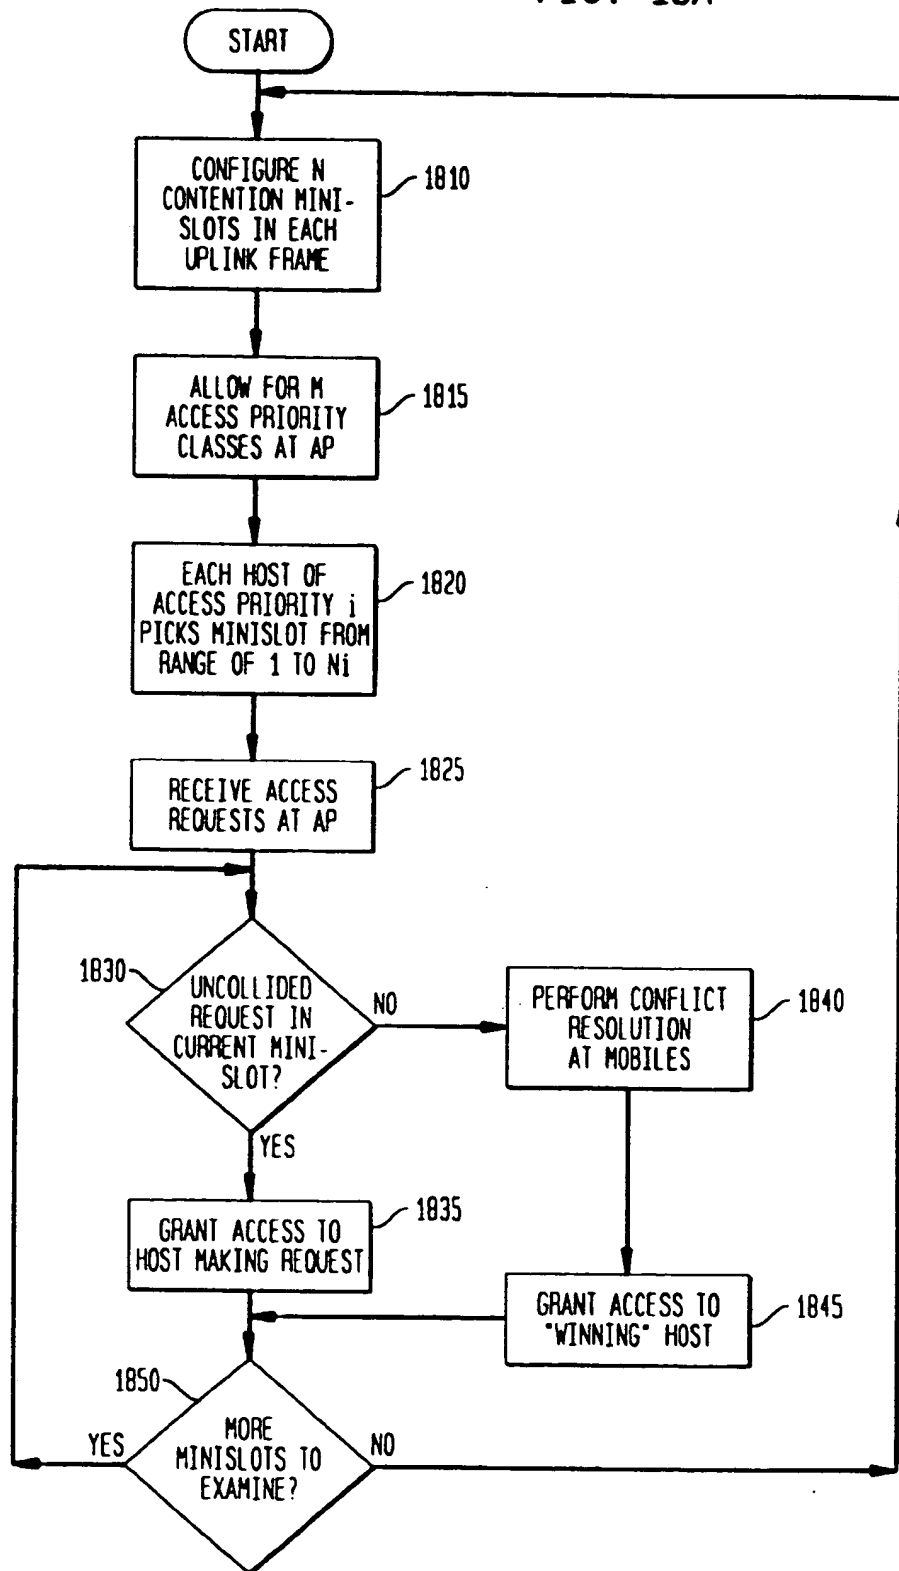 FIG. 18A
START
CONFIGURE N
CONTENTION MINI-
SLOTS IN EACH
UPLINK FRAME
1810
ALLOW FOR M
ACCESS PRIORITY
CLASSES AT AP
1815
EACH HOST OF
ACCESS PRIORITY i
PICKS MINISLOT FROM
RANGE OF 1 TO Ni
1820
RECEIVE ACCESS
REQUESTS AT AP
1825
1830
UNCOLLIDED
REQUEST IN
CURRENT MINI-
SLOT?
NO
YES
PERFORM CONFLICT
RESOLUTION
AT MOBILES
1840
GRANT ACCESS TO
HOST MAKING REQUEST
1835
GRANT ACCESS TO
"WINNING" HOST
1845
1850
MORE
MINISLOTS TO
EXAMINE?
YES
NO